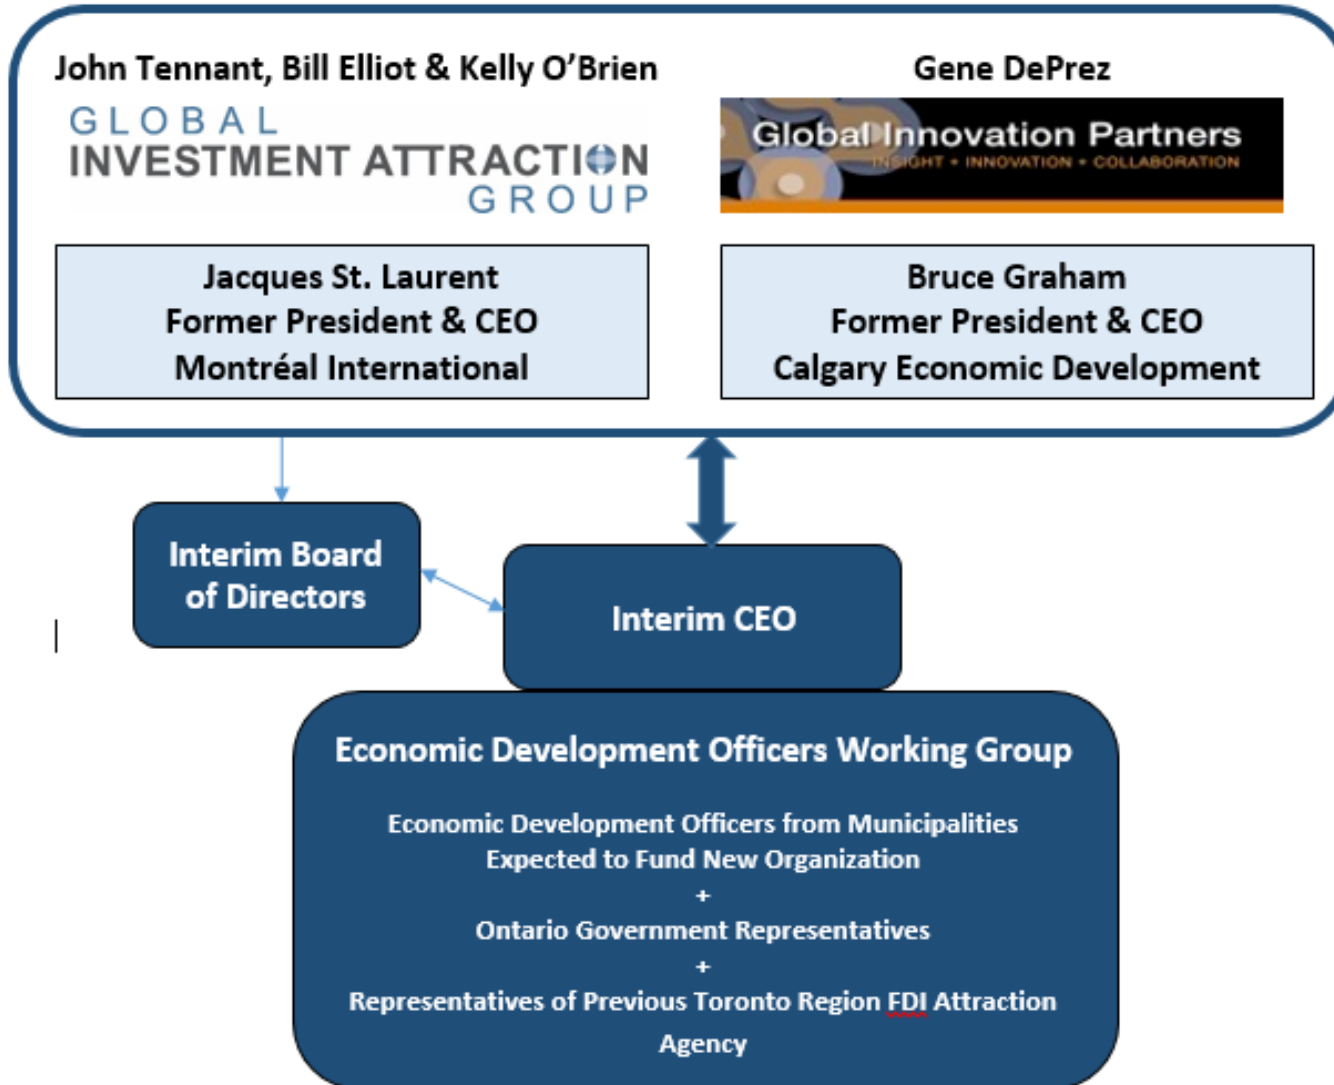 John Tennant, Bill Elliot & Kelly O'Brien
GLOBAL
INVESTMENT ATTRACTION
GROUP
Gene DePrez
Global Innovation Partners
INSIGHT + INNOVATION + COLLABORATION
Jacques St. Laurent
Former President & CEO
Montréal International
Bruce Graham
Former President & CEO
Calgary Economic Development
Interim Board
of Directors
Interim CEO
Economic Development Officers Working Group
Economic Development Officers from Municipalities
Expected to Fund New Organization
+
Ontario Government Representatives
+
Representatives of Previous Toronto Region FDI Attraction
Agency